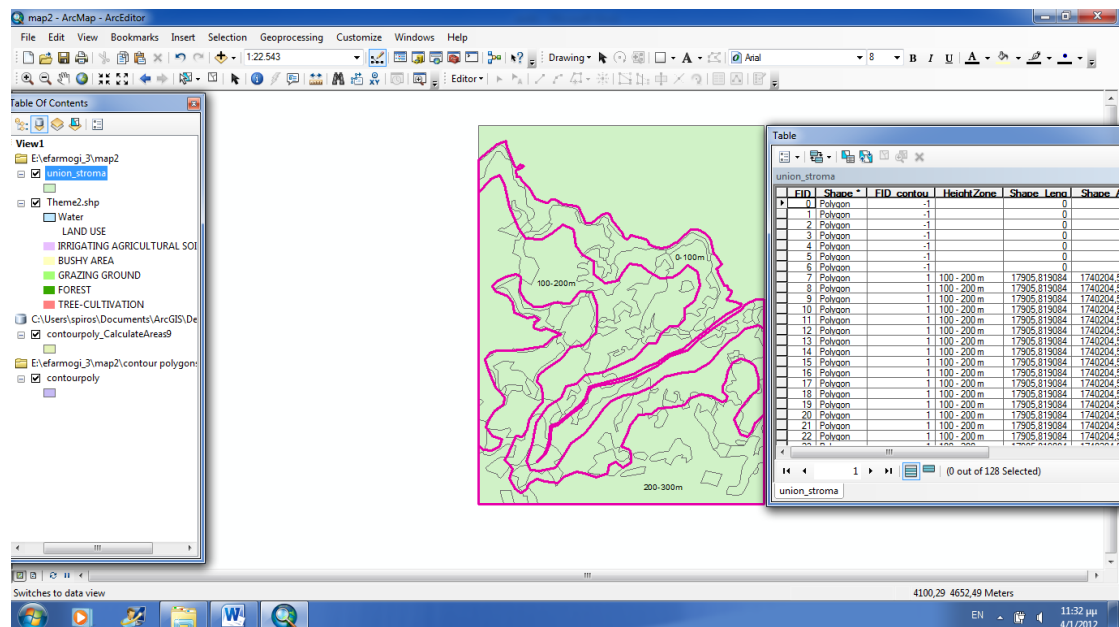 map2 - ArcMap - ArcEditor
File Edit View Bookmarks Insert Selection Geoprocessing Customize Windows Help
1:22.543
Drawing
Arial
8
B I U A
Editor
Table Of Contents
View1
E:\efarmogi_3\map2
union_stroma
Theme2.shp
Water
LAND USE
IRRIGATING AGRICULTURAL SOI
BUSHY AREA
GRAZING GROUND
FOREST
TREE-CULTIVATION
C:\Users\spiros\Documents\ArcGIS\De
contourpoly_CalculateAreas9
E:\efarmogi_3\map2\contour polygon:
contourpoly
0-100m
100-200m
200-300m
Table
union_stroma
FID Shape * FID_contou HeightZone Shape_Leng Shape_A
0 Polygon -1 0
1 Polygon -1 0
2 Polygon -1 0
3 Polygon -1 0
4 Polygon -1 0
5 Polygon -1 0
6 Polygon -1 0
7 Polygon 1 100 - 200 m 17905,819084 1740204,5
8 Polygon 1 100 - 200 m 17905,819084 1740204,5
9 Polygon 1 100 - 200 m 17905,819084 1740204,5
10 Polygon 1 100 - 200 m 17905,819084 1740204,5
11 Polygon 1 100 - 200 m 17905,819084 1740204,5
12 Polygon 1 100 - 200 m 17905,819084 1740204,5
13 Polygon 1 100 - 200 m 17905,819084 1740204,5
14 Polygon 1 100 - 200 m 17905,819084 1740204,5
15 Polygon 1 100 - 200 m 17905,819084 1740204,5
16 Polygon 1 100 - 200 m 17905,819084 1740204,5
17 Polygon 1 100 - 200 m 17905,819084 1740204,5
18 Polygon 1 100 - 200 m 17905,819084 1740204,5
19 Polygon 1 100 - 200 m 17905,819084 1740204,5
20 Polygon 1 100 - 200 m 17905,819084 1740204,5
21 Polygon 1 100 - 200 m 17905,819084 1740204,5
22 Polygon 1 100 - 200 m 17905,819084 1740204,5
1 (0 out of 128 Selected)
union_stroma
Switches to data view
4100,29 4652,49 Meters
EN
11:32 μμ
4/1/2012